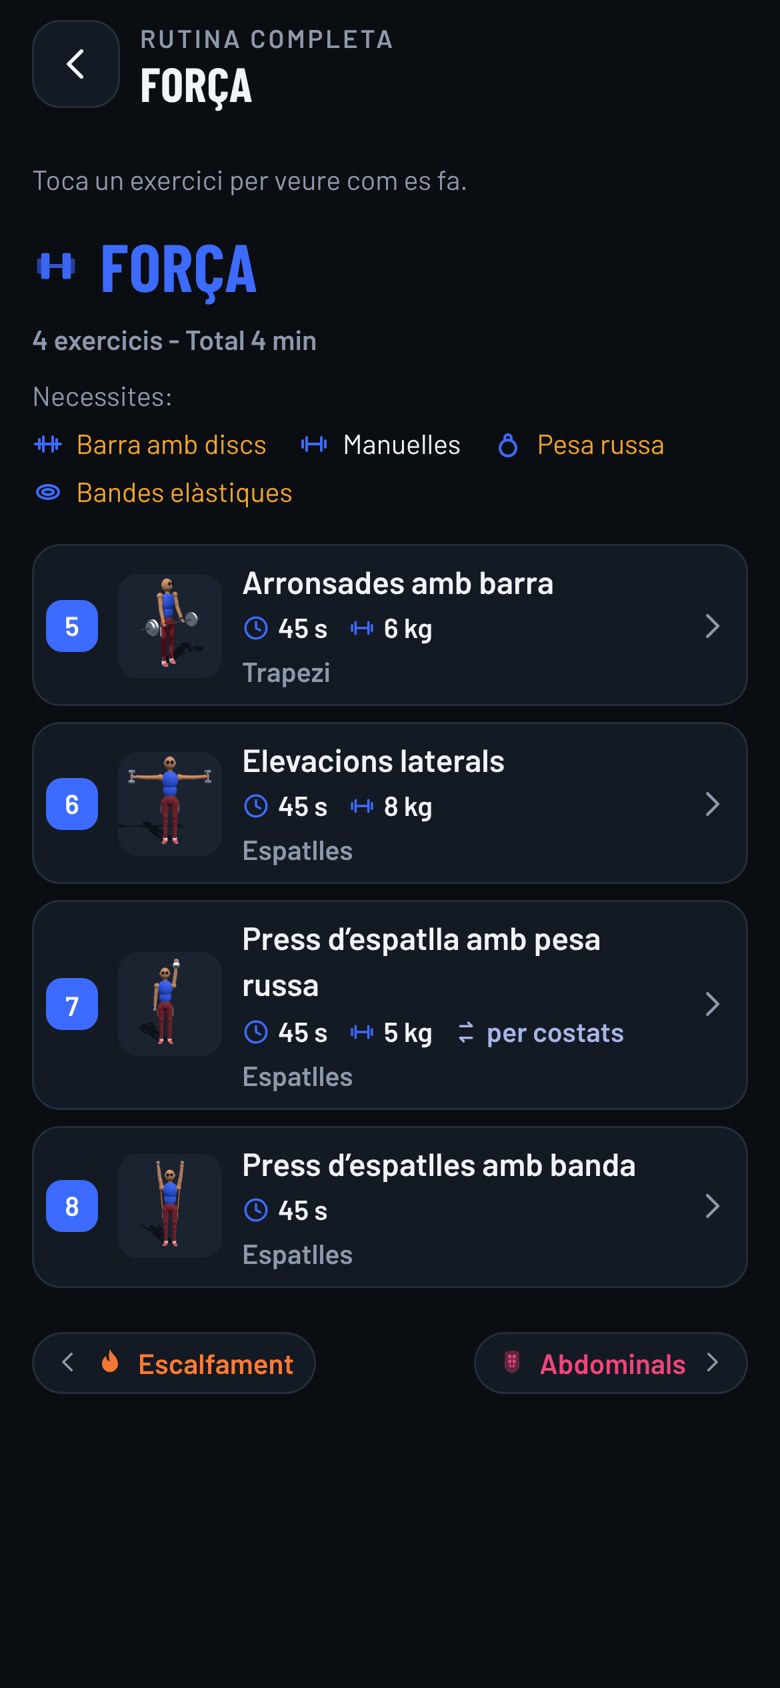 RUTINA COMPLETA
FORÇA
Toca un exercici per veure com es fa.
FORÇA
4 exercicis - Total 4 min
Necessites:
Barra amb discs Manuelles Pesa russa
Bandes elàstiques
5
Arronsades amb barra
45 s 6 kg
Trapezi
6
Elevacions laterals
45 s 8 kg
Espatlles
7
Press d’espatlla amb pesa
russa
45 s 5 kg per costats
Espatlles
8
Press d’espatlles amb banda
45 s
Espatlles
Escalfament Abdominals